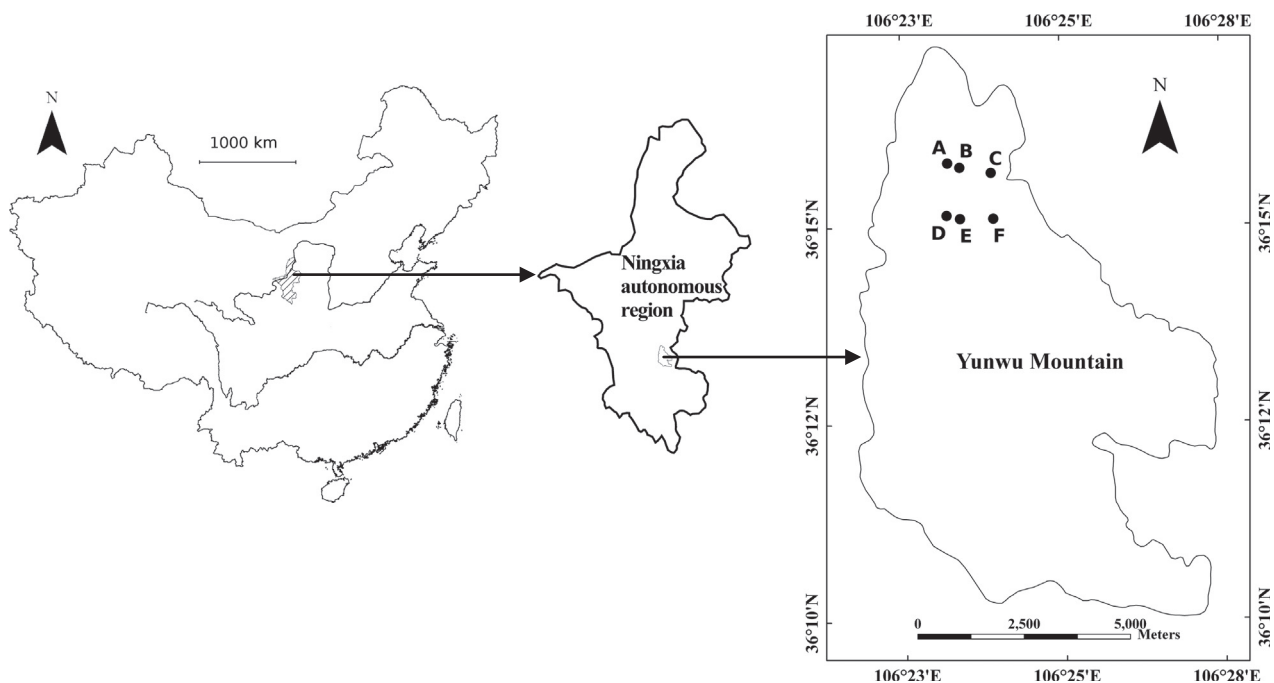 106°23'E 106°25'E 106°28'E
N
1000 km
N
A B C
D E F
36°15'N 36°15'N
Ningxia
autonomous
region
Yunwu Mountain
36°12'N 36°12'N
36°10'N 36°10'N
0 2,500 5,000
Meters
106°23'E 106°25'E 106°28'E